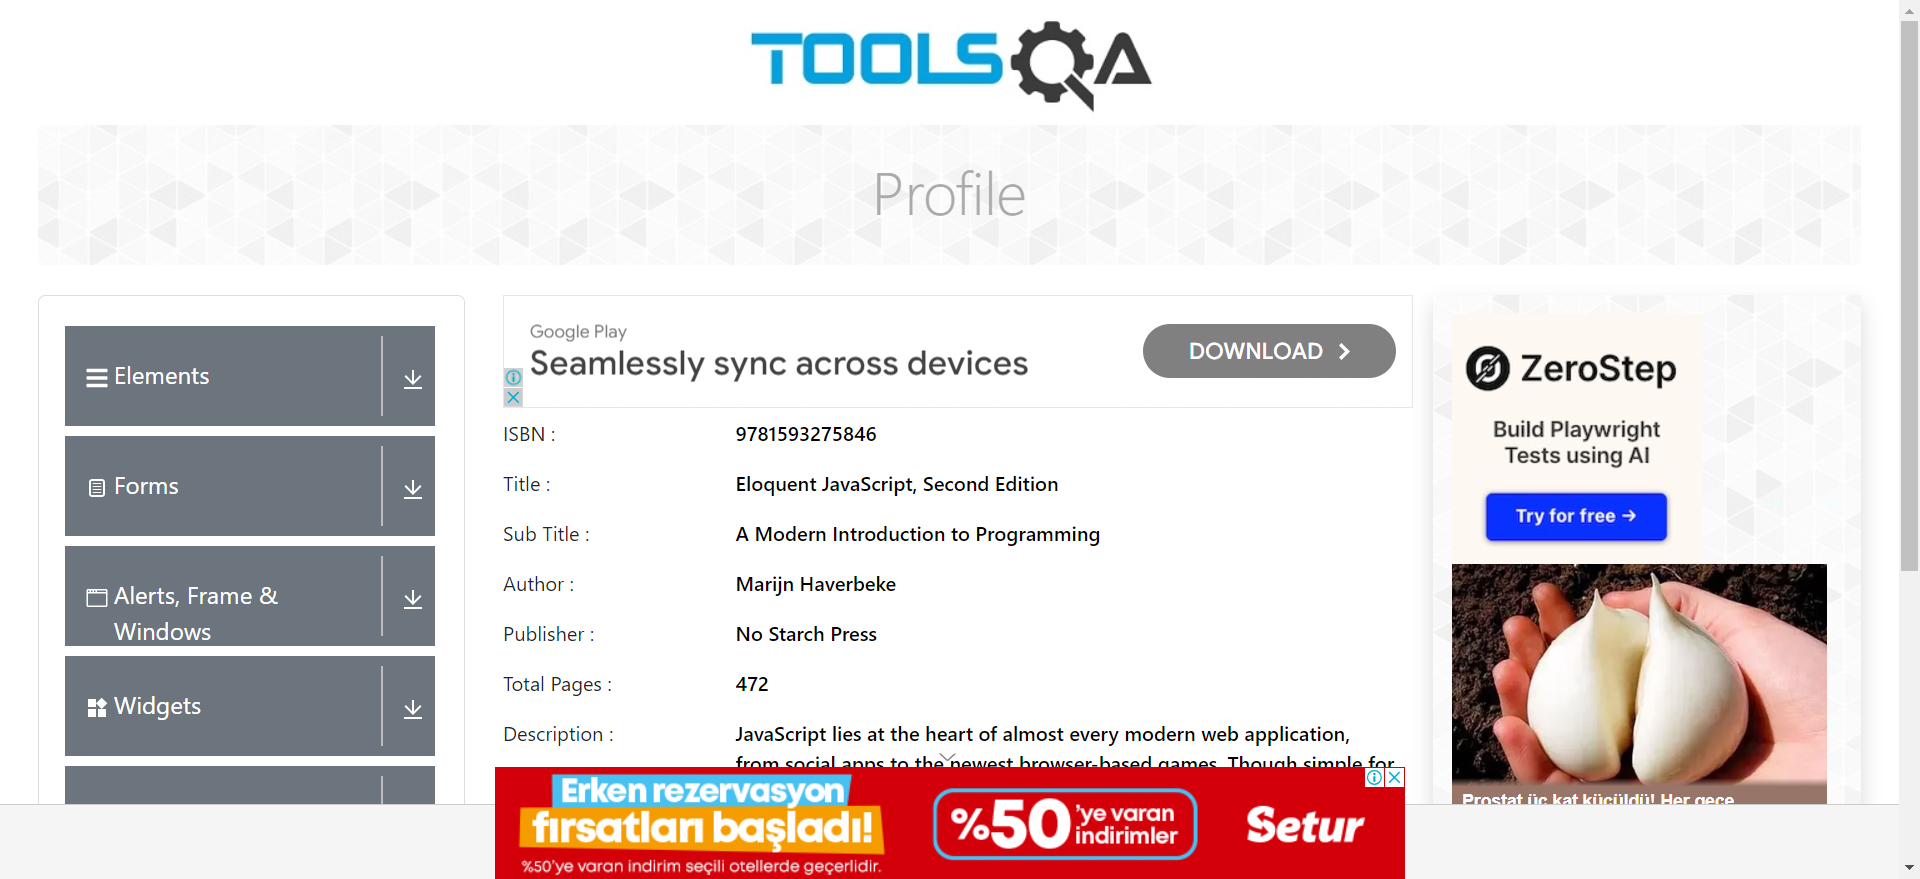 TOOLSQA
Profile
Elements
Forms
Alerts, Frame &
Windows
Widgets
Google Play
Seamlessly sync across devices
DOWNLOAD
ISBN : 9781593275846
Title : Eloquent JavaScript, Second Edition
Sub Title : A Modern Introduction to Programming
Author : Marijn Haverbeke
Publisher : No Starch Press
Total Pages : 472
Description : JavaScript lies at the heart of almost every modern web application,
from social apps to the newest browser-based games. Though simple for
ZeroStep
Build Playwright
Tests using AI
Try for free →
Prostat üç kat küçüldü! Her gece
Erken rezervasyon
fırsatları başladı!
%50'ye varan indirim seçili otellerde geçerlidir.
%50 'ye varan
indirimler
Setur